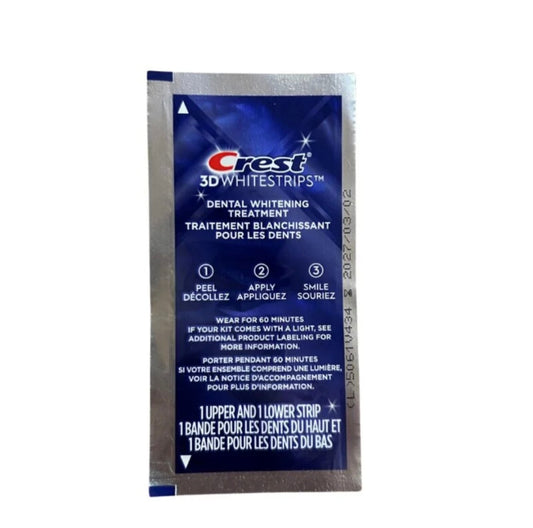 Crest®
3DWHITESTRIPS™
DENTAL WHITENING
TREATMENT
TRAITEMENT BLANCHISSANT
POUR LES DENTS
1 2 3
PEEL APPLY SMILE
DÉCOLLEZ APPLIQUEZ SOURIEZ
WEAR FOR 60 MINUTES
IF YOUR KIT COMES WITH A LIGHT, SEE
ADDITIONAL PRODUCT LABELING FOR
MORE INFORMATION.
PORTER PENDANT 60 MINUTES
SI VOTRE ENSEMBLE COMPREND UNE LUMIÈRE,
VOIR LA NOTICE D'ACCOMPAGNEMENT
POUR PLUS D'INFORMATION.
1 UPPER AND 1 LOWER STRIP
1 BANDE POUR LES DENTS DU HAUT ET
1 BANDE POUR LES DENTS DU BAS
(L)5061V434 ⧗ 2027/03/02